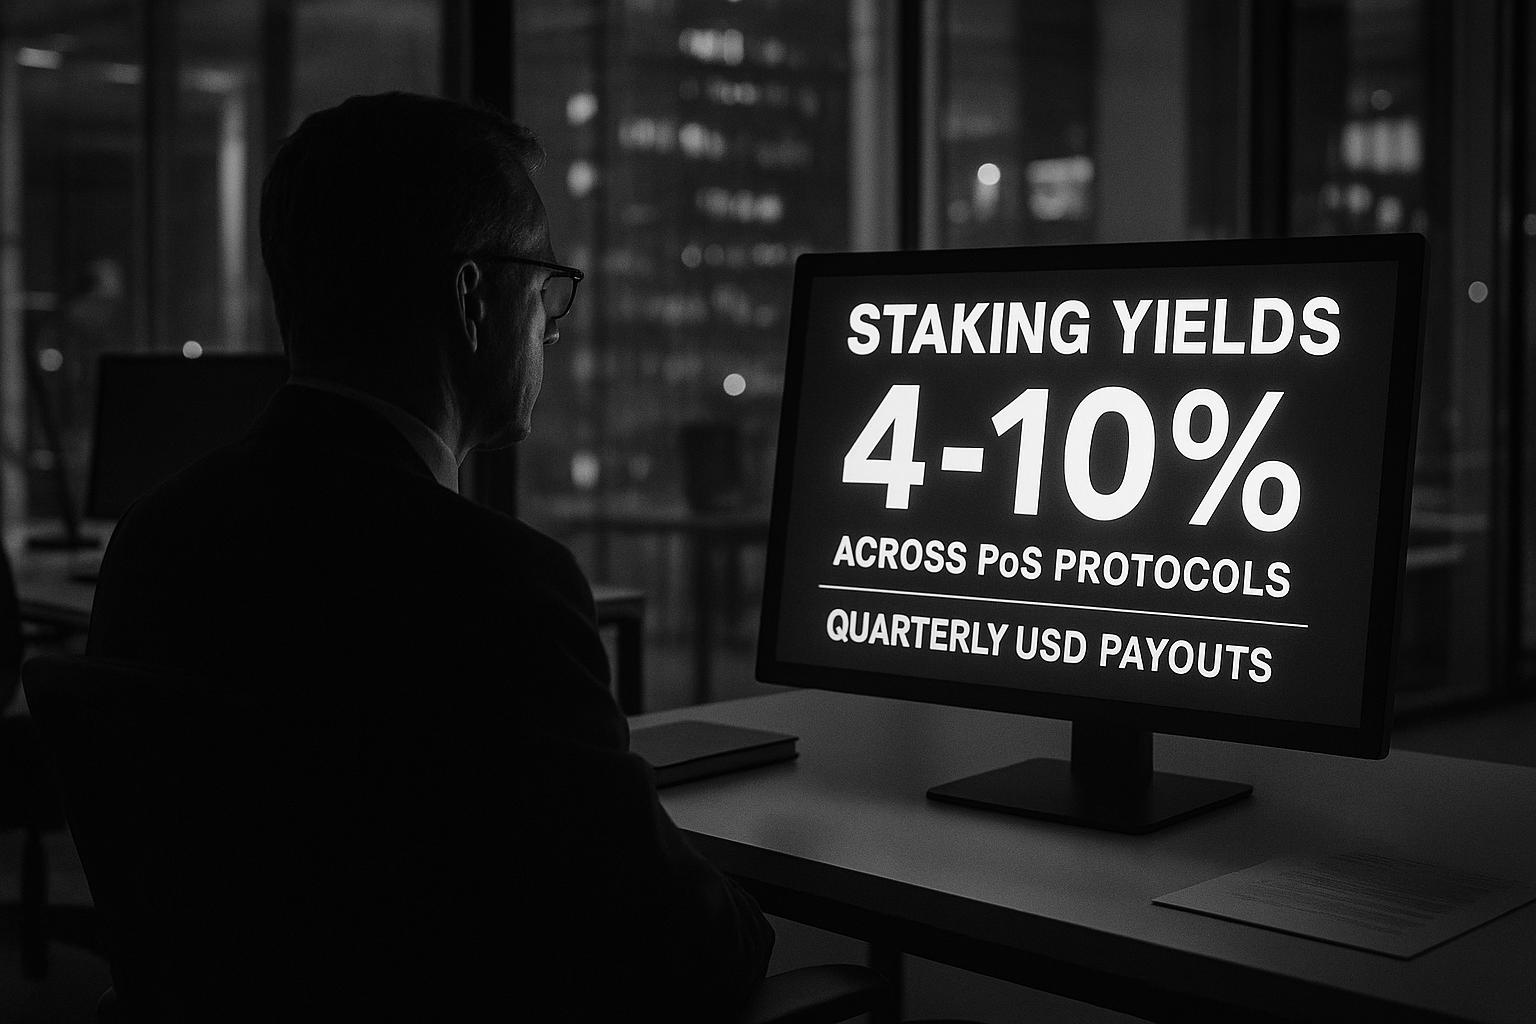 STAKING YIELDS
4-10%
ACROSS PoS PROTOCOLS
QUARTERLY USD PAYOUTS